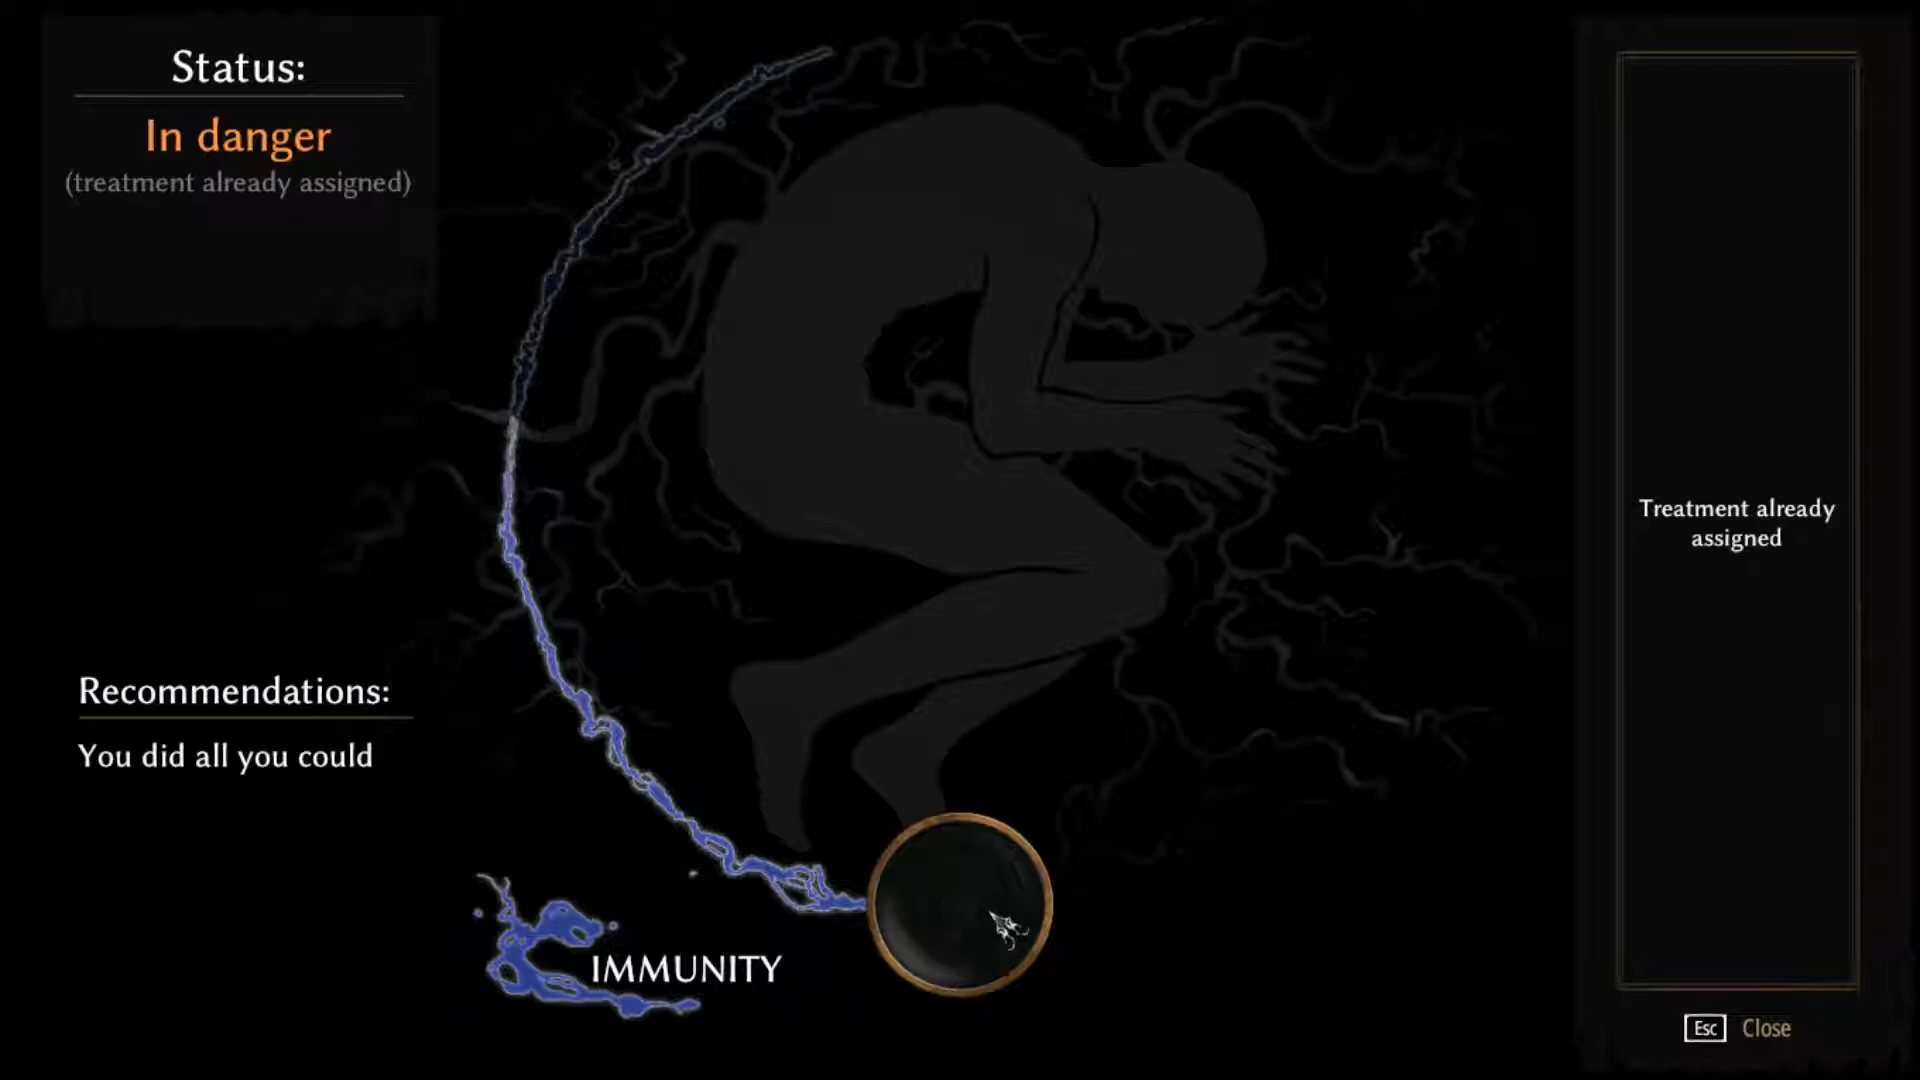 Status:
In danger
(treatment already assigned)
Recommendations:
You did all you could
IMMUNITY
Treatment already
assigned
Esc Close